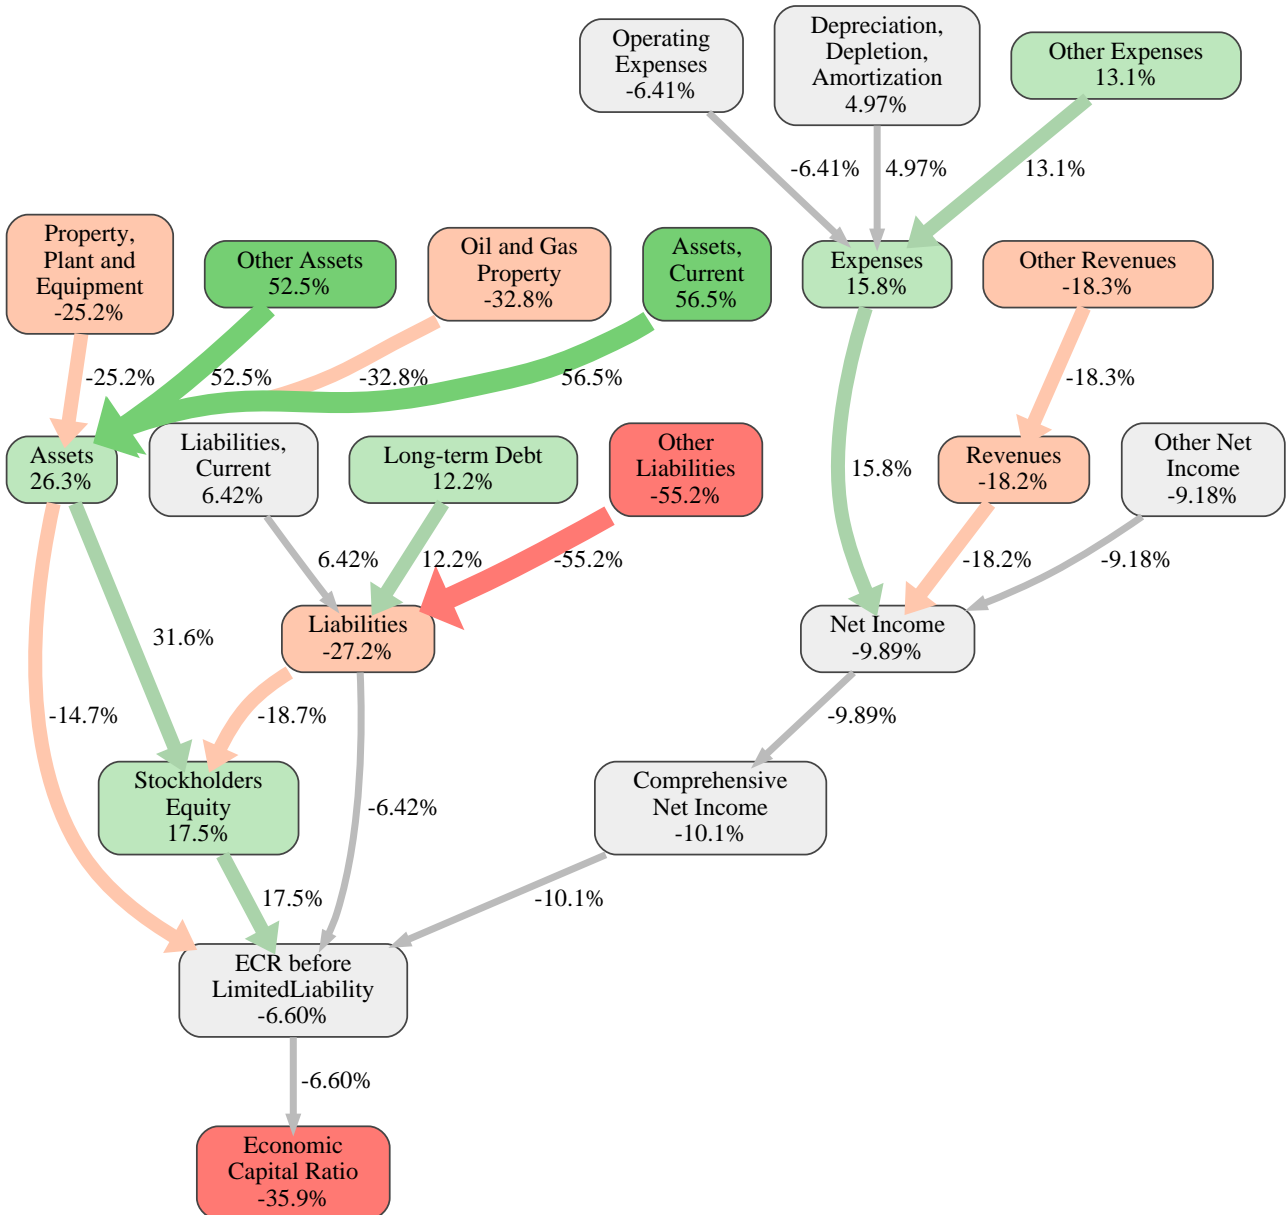 Operating
Expenses
-6.41%
Depreciation,
Depletion,
Amortization
4.97%
Other Expenses
13.1%
-6.41%
4.97%
13.1%
Property,
Plant and
Equipment
-25.2%
Other Assets
52.5%
Oil and Gas
Property
-32.8%
Assets,
Current
56.5%
Expenses
15.8%
Other Revenues
-18.3%
-25.2%
52.5%
-32.8%
56.5%
-18.3%
Assets
26.3%
Liabilities,
Current
6.42%
Long-term Debt
12.2%
Other
Liabilities
-55.2%
15.8%
Revenues
-18.2%
Other Net
Income
-9.18%
6.42%
12.2%
-55.2%
-18.2%
-9.18%
31.6%
Liabilities
-27.2%
Net Income
-9.89%
-14.7%
-18.7%
-9.89%
Stockholders
Equity
17.5%
-6.42%
Comprehensive
Net Income
-10.1%
17.5%
-10.1%
ECR before
LimitedLiability
-6.60%
-6.60%
Economic
Capital Ratio
-35.9%